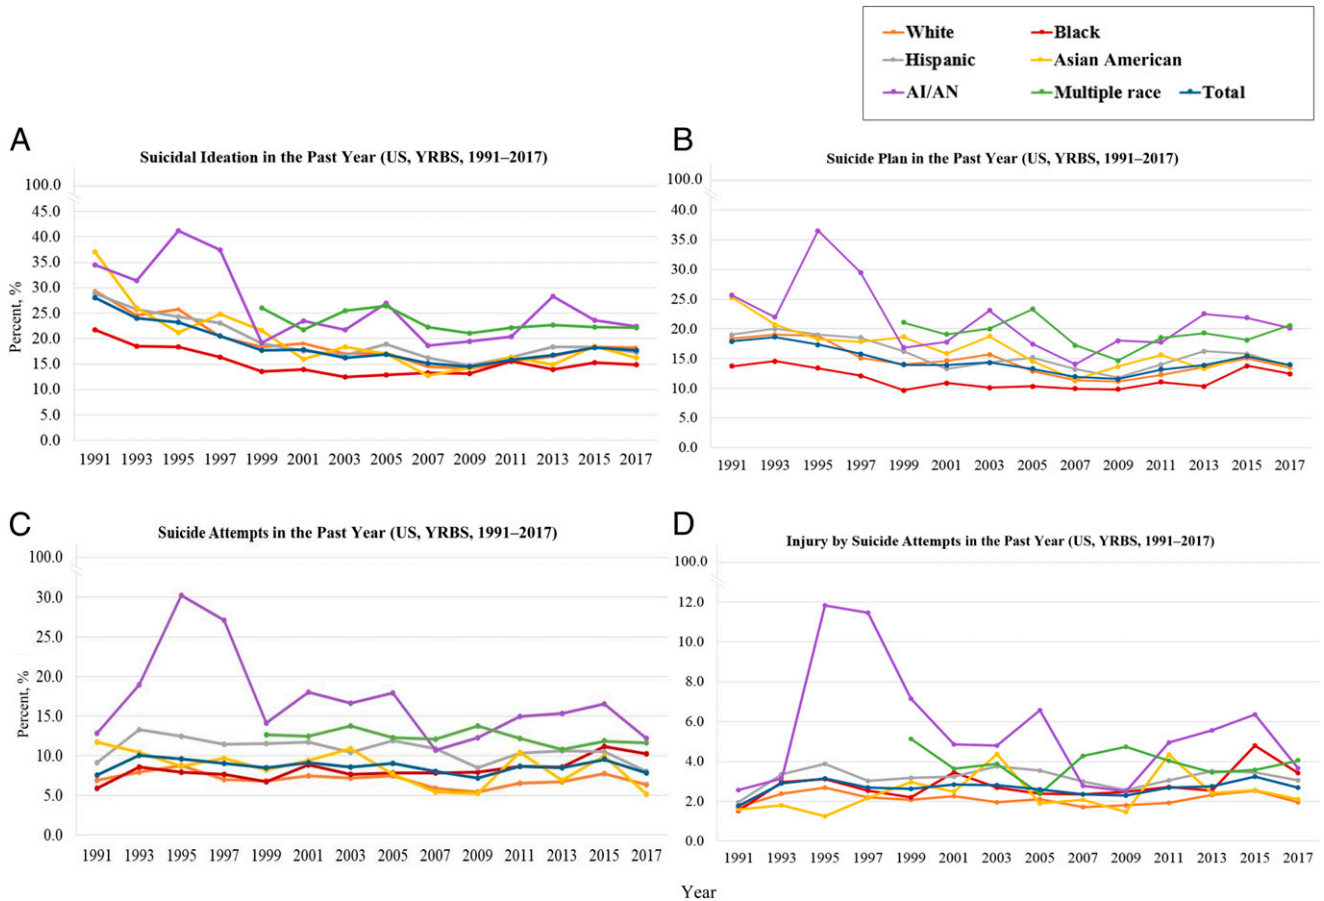 White Black
Hispanic Asian American
AI/AN Multiple race Total
A
Suicidal Ideation in the Past Year (US, YRBS, 1991–2017)
100.0
45.0
40.0
35.0
30.0
25.0
20.0
15.0
10.0
5.0
0.0
Percent, %
1991 1993 1995 1997 1999 2001 2003 2005 2007 2009 2011 2013 2015 2017
B
Suicide Plan in the Past Year (US, YRBS, 1991–2017)
100.0
40.0
35.0
30.0
25.0
20.0
15.0
10.0
5.0
0.0
1991 1993 1995 1997 1999 2001 2003 2005 2007 2009 2011 2013 2015 2017
C
Suicide Attempts in the Past Year (US, YRBS, 1991–2017)
100.0
30.0
25.0
20.0
15.0
10.0
5.0
0.0
Percent, %
1991 1993 1995 1997 1999 2001 2003 2005 2007 2009 2011 2013 2015 2017
D
Injury by Suicide Attempts in the Past Year (US, YRBS, 1991–2017)
100.0
12.0
10.0
8.0
6.0
4.0
2.0
0.0
1991 1993 1995 1997 1999 2001 2003 2005 2007 2009 2011 2013 2015 2017
Year